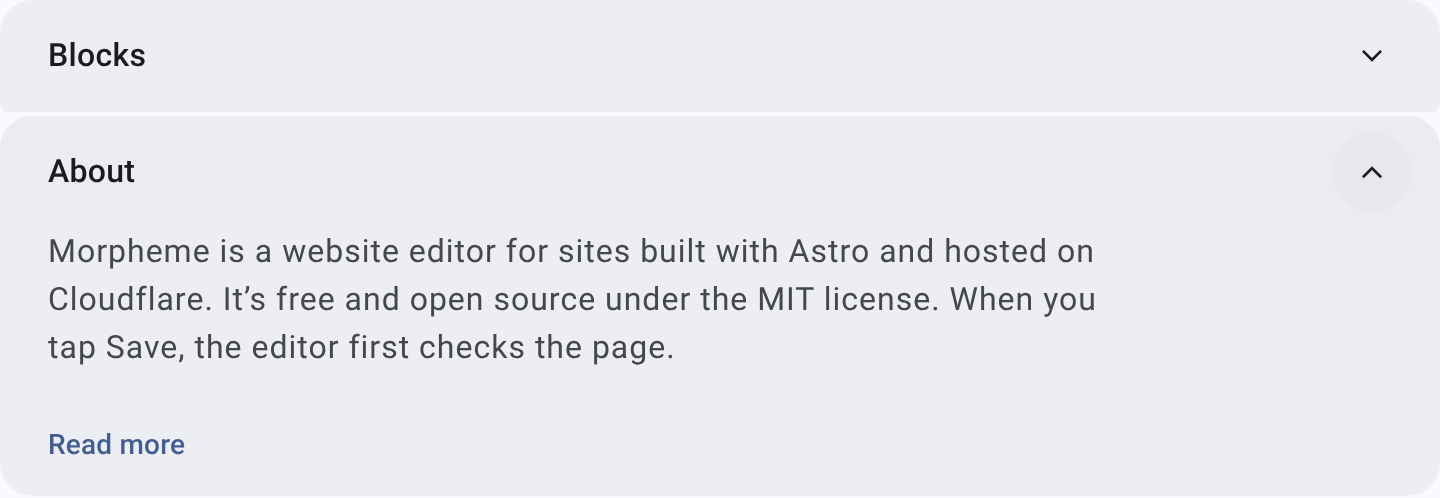 Blocks
About
Morpheme is a website editor for sites built with Astro and hosted on
Cloudflare. It’s free and open source under the MIT license. When you
tap Save, the editor first checks the page.
Read more